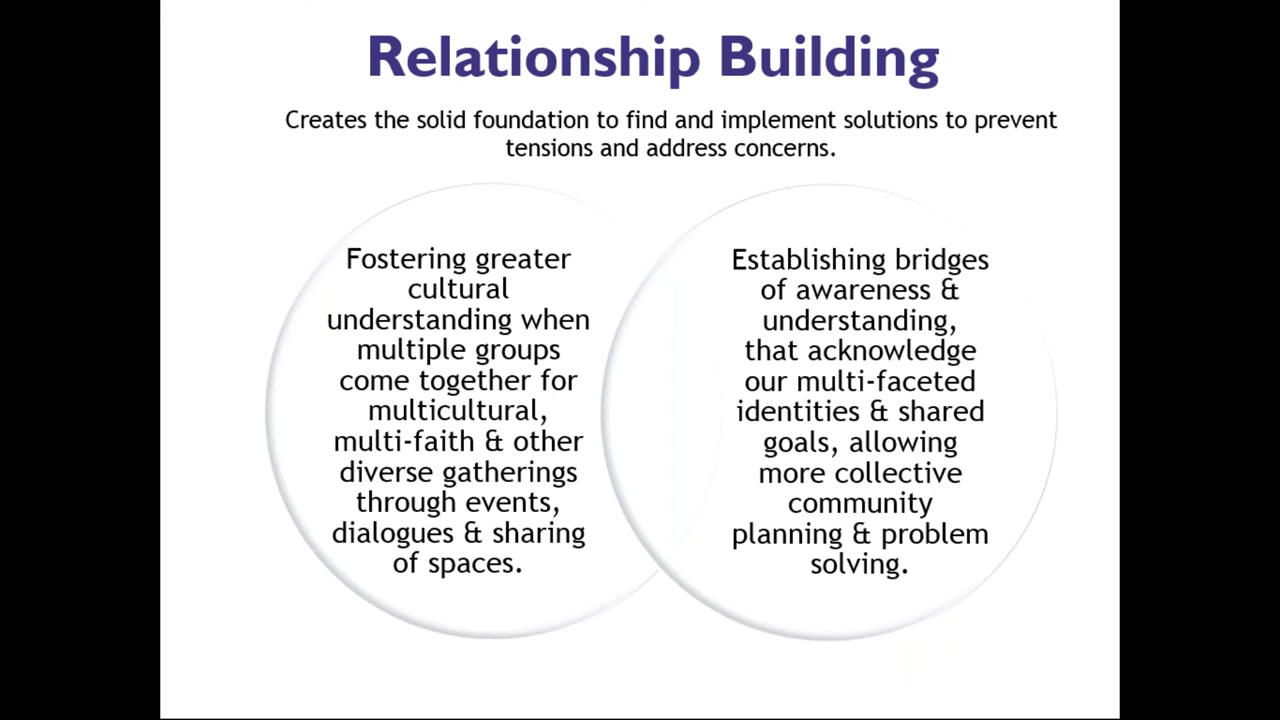 Relationship Building
Creates the solid foundation to find and implement solutions to prevent
tensions and address concerns.
Fostering greater
cultural
understanding when
multiple groups
come together for
multicultural,
multi-faith & other
diverse gatherings
through events,
dialogues & sharing
of spaces.
Establishing bridges
of awareness &
understanding,
that acknowledge
our multi-faceted
identities & shared
goals, allowing
more collective
community
planning & problem
solving.